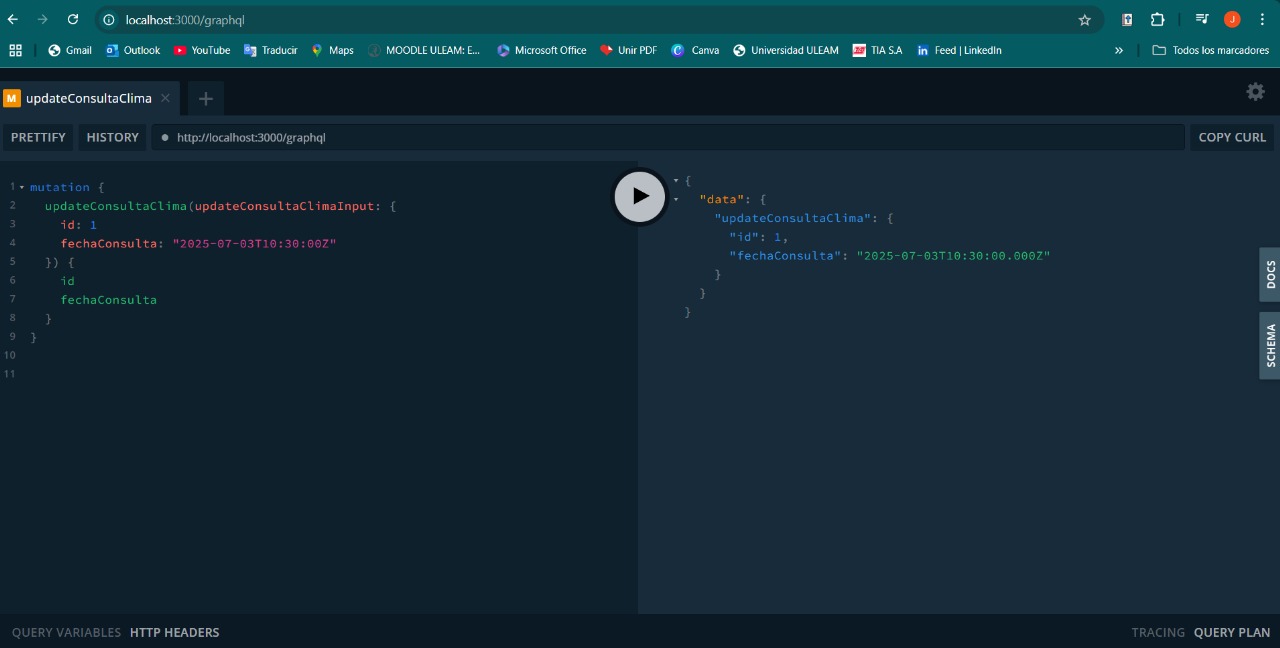 localhost:3000/graphql
J
Gmail Outlook YouTube Traducir Maps MOODLE ULEAM: E... Microsoft Office Unir PDF Canva Universidad ULEAM TIA S.A Feed | LinkedIn » Todos los marcadores
M updateConsultaClima × +
PRETTIFY HISTORY http://localhost:3000/graphql COPY CURL
1 mutation {
2 updateConsultaClima(updateConsultaClimaInput: {
3 id: 1
4 fechaConsulta: "2025-07-03T10:30:00Z"
5 }) {
6 id
7 fechaConsulta
8 }
9 }
10
11
{
"data": {
"updateConsultaClima": {
"id": 1,
"fechaConsulta": "2025-07-03T10:30:00.000Z"
}
}
}
DOCS
SCHEMA
QUERY VARIABLES HTTP HEADERS TRACING QUERY PLAN